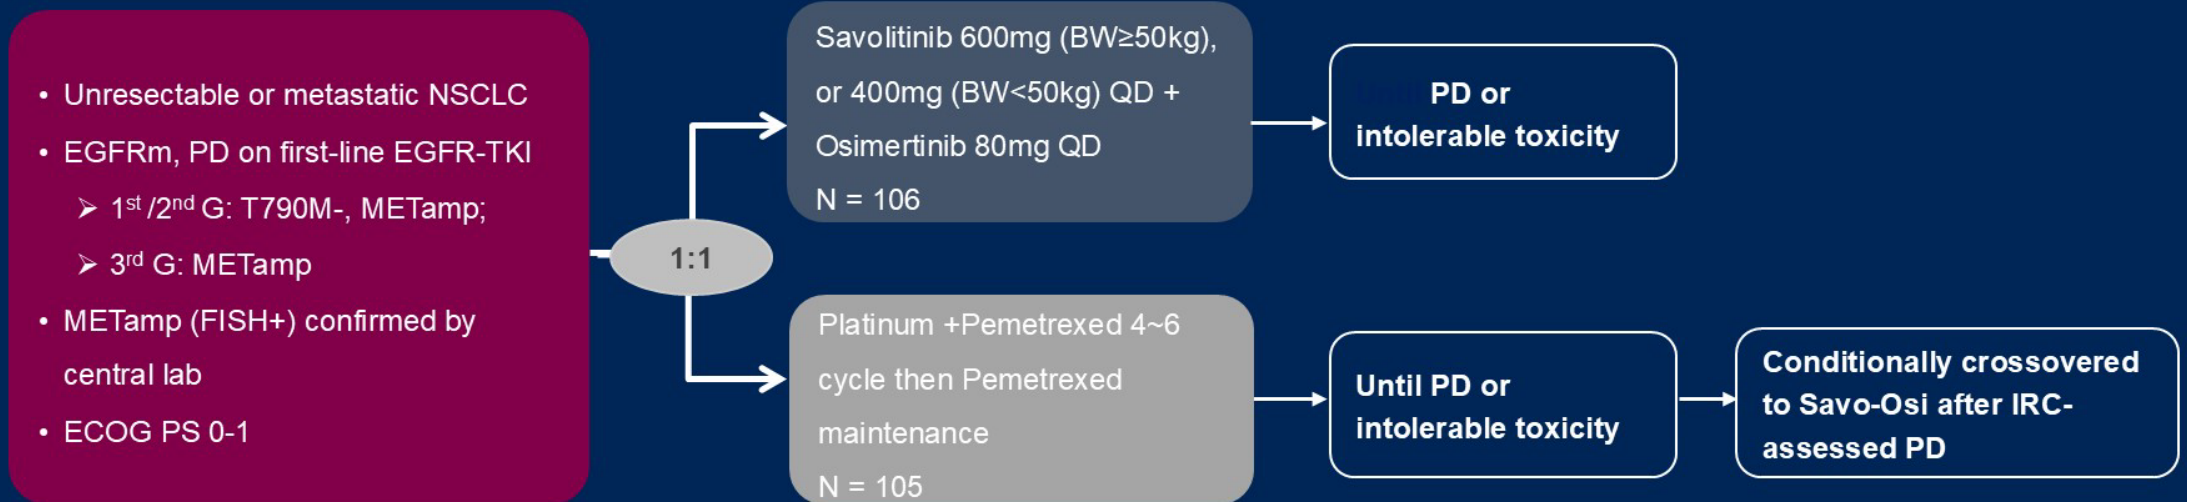 • Unresectable or metastatic NSCLC
• EGFRm, PD on first-line EGFR-TKI
➢ 1st /2nd G: T790M-, METamp;
➢ 3rd G: METamp
• METamp (FISH+) confirmed by
central lab
• ECOG PS 0-1
1:1
Savolitinib 600mg (BW≥50kg),
or 400mg (BW<50kg) QD +
Osimertinib 80mg QD
N = 106
Until PD or
intolerable toxicity
Platinum +Pemetrexed 4~6
cycle then Pemetrexed
maintenance
N = 105
Until PD or
intolerable toxicity
Conditionally crossovered
to Savo-Osi after IRC-
assessed PD